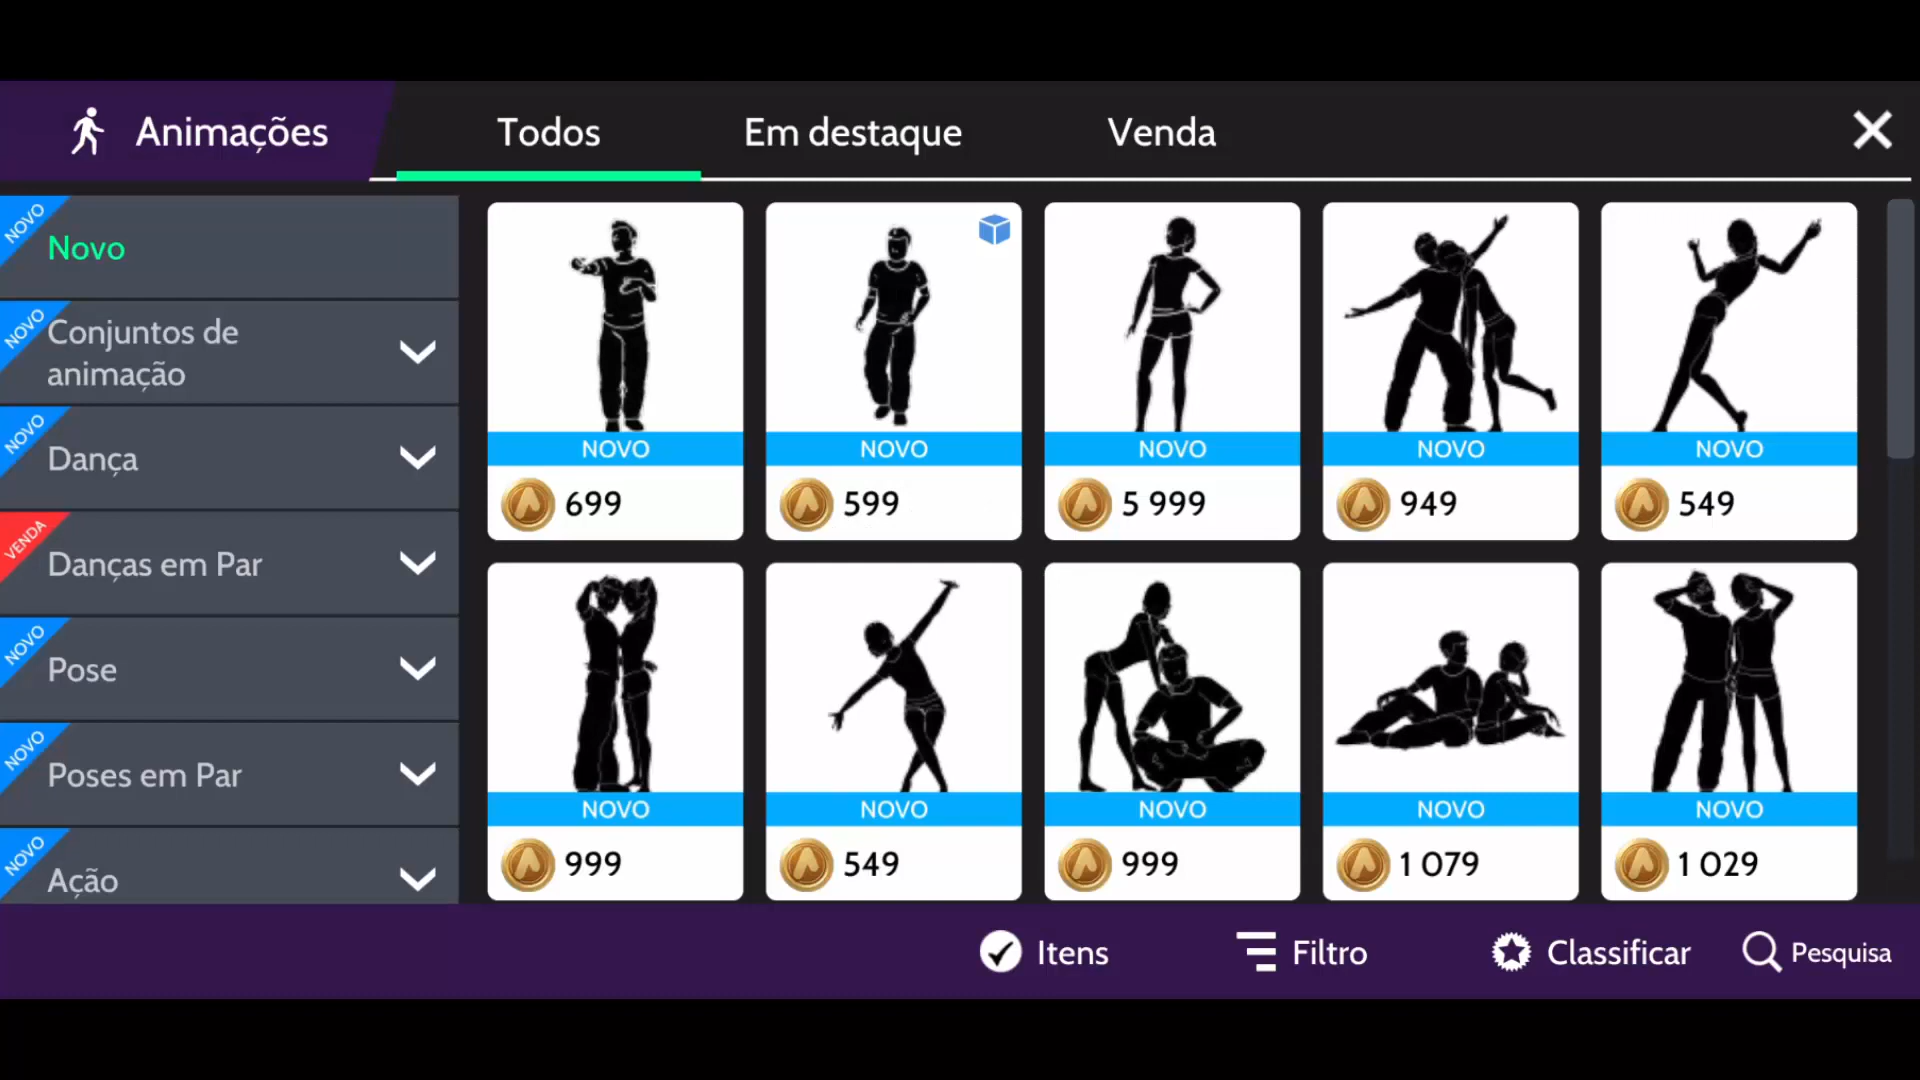 Animações
Todos
Em destaque
Venda
NOVO
Novo
NOVO
Conjuntos de
animação
NOVO
Dança
VENDA
Danças em Par
NOVO
Pose
NOVO
Poses em Par
NOVO
Ação
NOVO
NOVO
NOVO
NOVO
NOVO
699
599
5 999
949
549
NOVO
NOVO
NOVO
NOVO
NOVO
999
549
999
1 079
1 029
Itens
Filtro
Classificar
Pesquisa